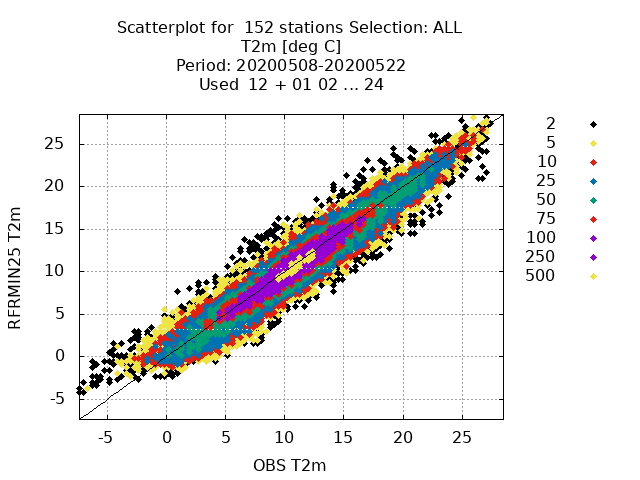 Scatterplot for  152 stations Selection: ALL
T2m [deg C]
Period: 20200508-20200522
Used  12 + 01 02 ... 24
RFRMIN25 T2m
25
20
15
10
5
0
-5
-5 0 5 10 15 20 25
OBS T2m
2
5
10
25
50
75
100
250
500